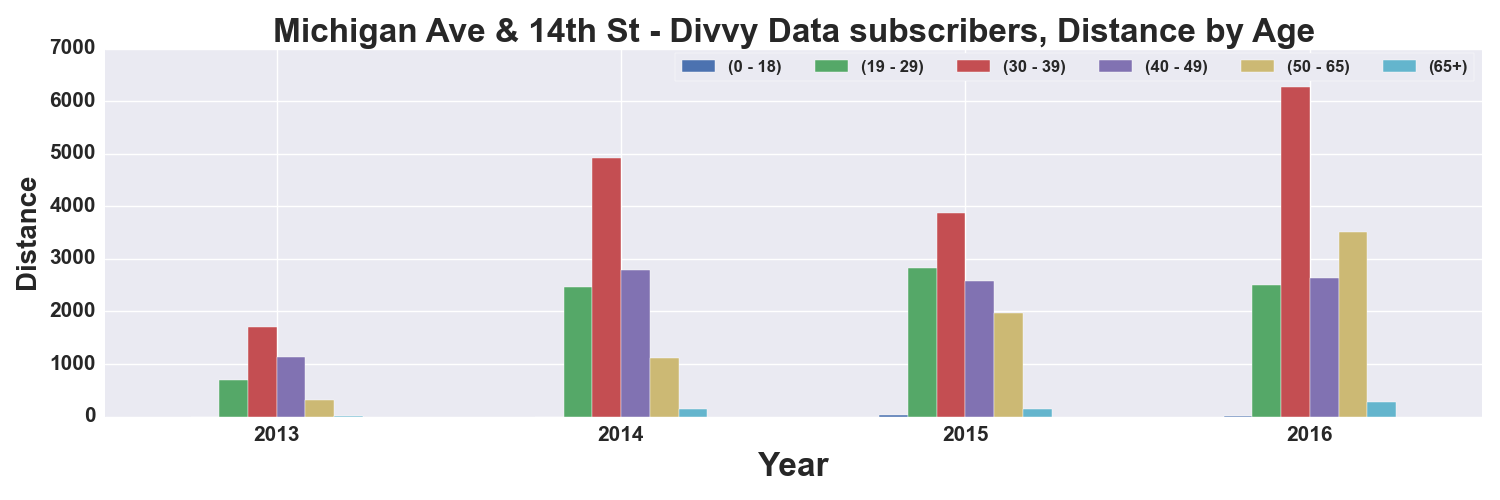 Michigan Ave & 14th St - Divvy Data subscribers, Distance by Age
7000
(0 - 18) (19 - 29) (30 - 39) (40 - 49) (50 - 65) (65+)
6000
5000
4000
3000
2000
1000
0
Distance
2013 2014 2015 2016
Year